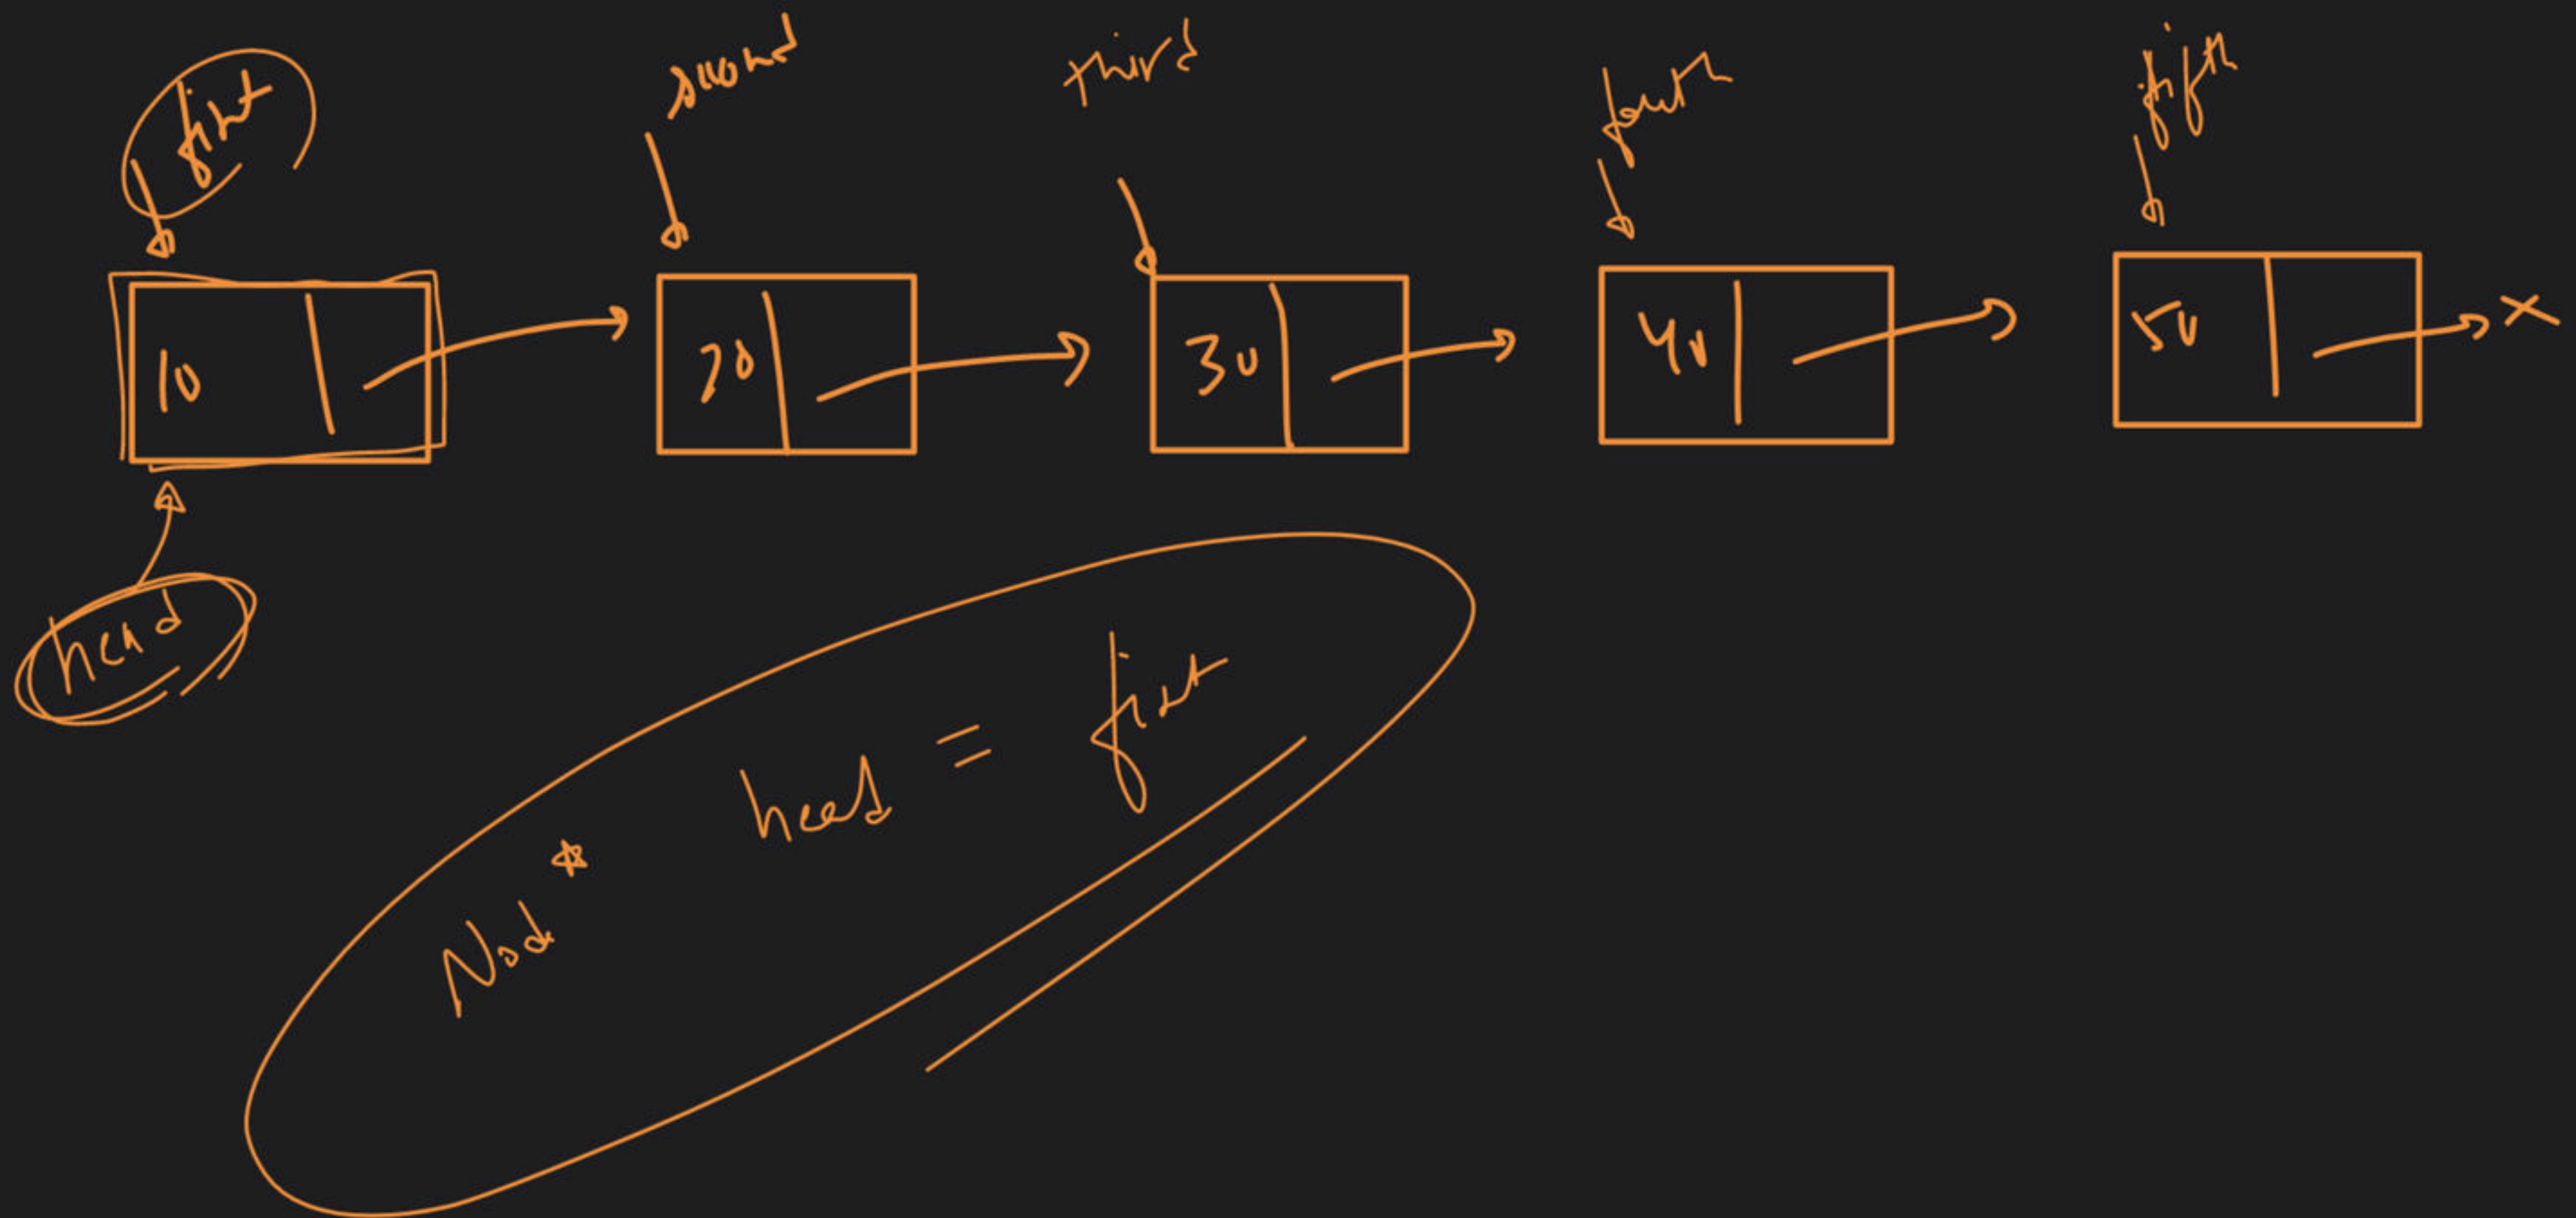 first second third fourth fifth
10 20 30 40 50 X
head
Node * head = first